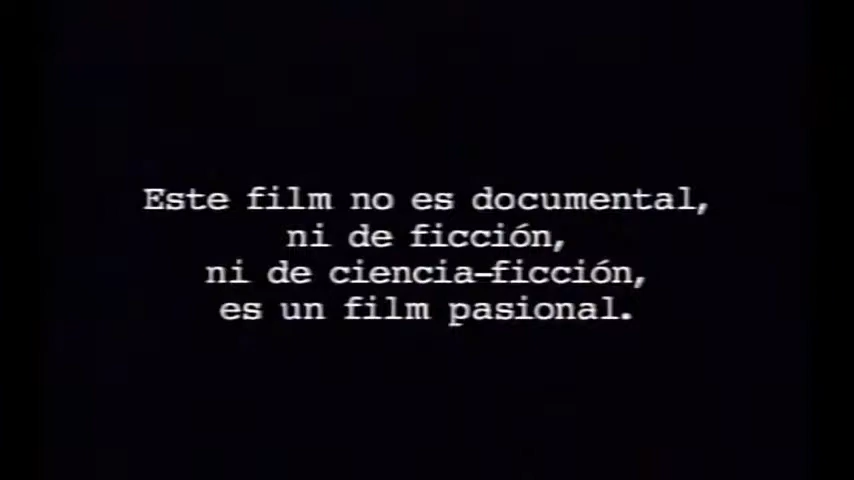 Este film no es documental,
ni de ficción,
ni de ciencia-ficción,
es un film pasional.